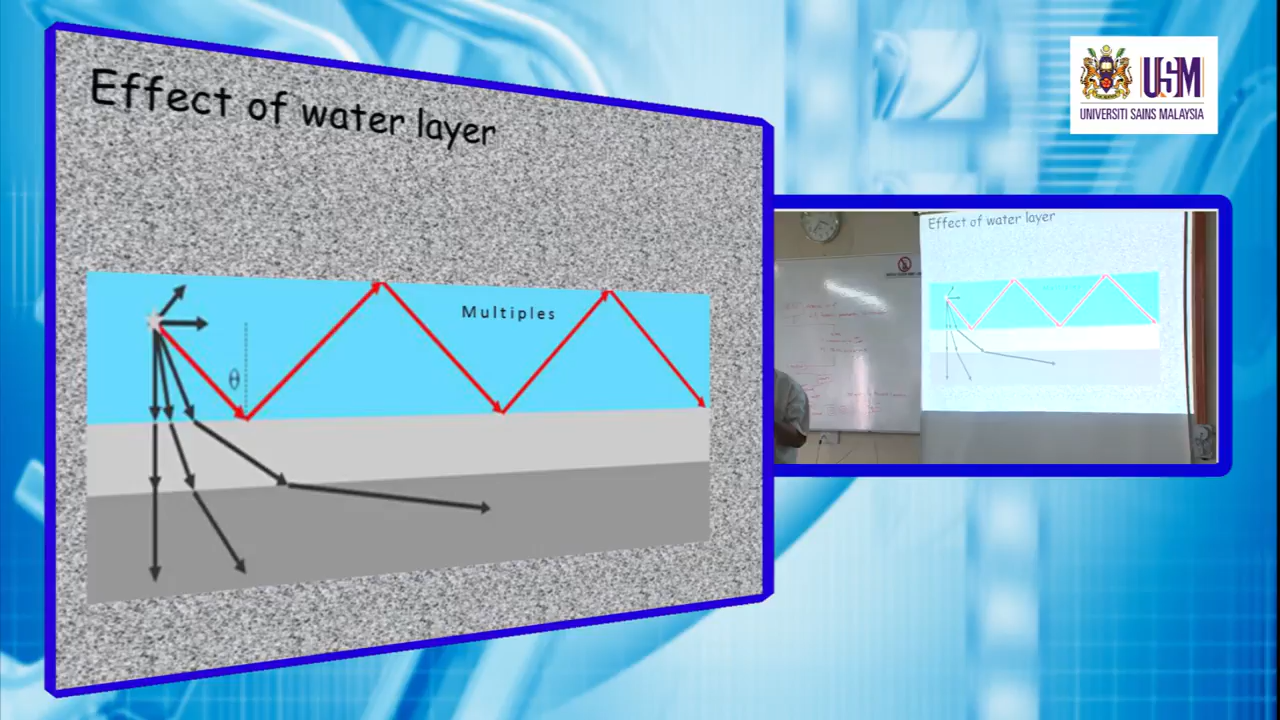 Effect of water layer
Multiples
θ
USM
UNIVERSITI SAINS MALAYSIA
Effect of water layer